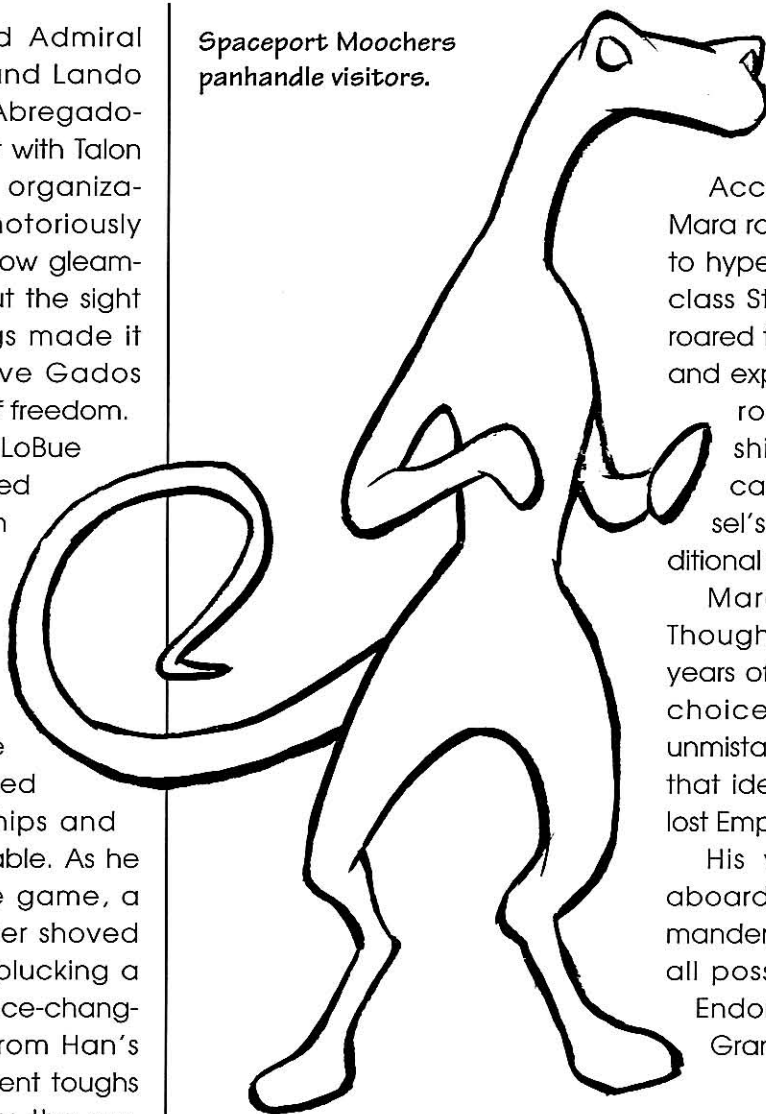 d Admiral
and Lando
Abregado-
t with Talon
organiza-
notoriously
ow gleam-
ut the sight
gs made it
ve Gados
f freedom.
LoBue
ed
n
e
ed
hips and
able. As he
e game, a
er shoved
plucking a
ce-chang-
rom Han's
ent toughs
Spaceport Moochers
panhandle visitors.
Acc
Mara ro
to hype
class St
roared t
and exp
ro
shi
ca
sel's
ditional
Mar
Though
years of
choice
unmista
that ide
lost Emp
His y
aboard
mander
all poss
Endo
Gran